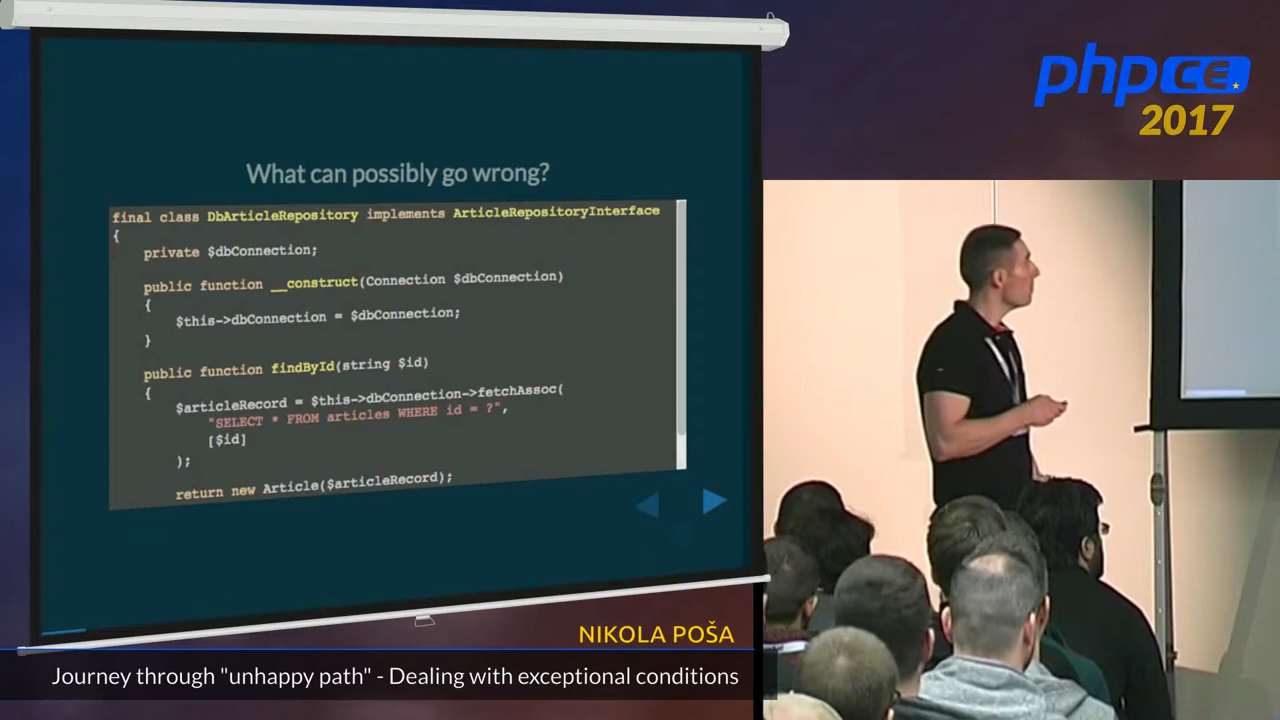 phpCE
2017
What can possibly go wrong?
final class DbArticleRepository implements ArticleRepositoryInterface
{
private $dbConnection;
public function __construct(Connection $dbConnection)
{
$this->dbConnection = $dbConnection;
}
public function findById(string $id)
{
$articleRecord = $this->dbConnection->fetchAssoc(
"SELECT * FROM articles WHERE id = ?",
[$id]
);
return new Article($articleRecord);
NIKOLA POŠA
Journey through "unhappy path" - Dealing with exceptional conditions